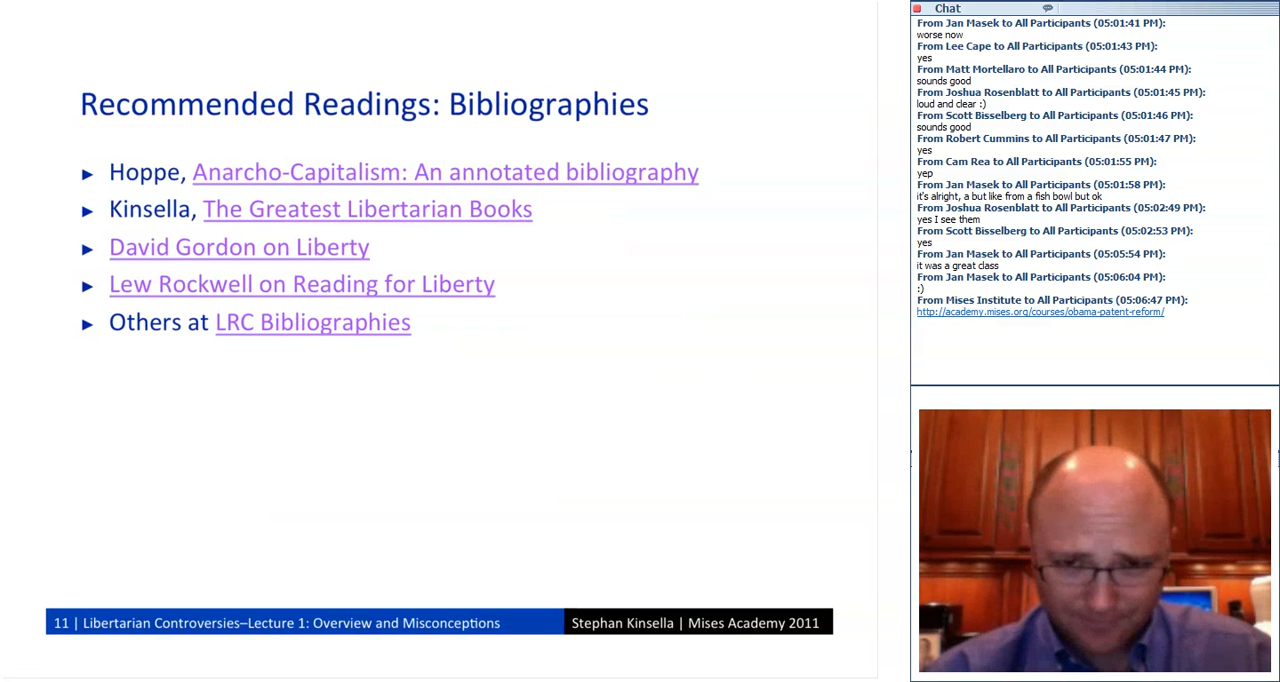 Recommended Readings: Bibliographies
► Hoppe, Anarcho-Capitalism: An annotated bibliography
► Kinsella, The Greatest Libertarian Books
► David Gordon on Liberty
► Lew Rockwell on Reading for Liberty
► Others at LRC Bibliographies
11 | Libertarian Controversies–Lecture 1: Overview and Misconceptions
Stephan Kinsella | Mises Academy 2011
Chat
From Jan Masek to All Participants (05:01:41 PM):
worse now
From Lee Cape to All Participants (05:01:43 PM):
yes
From Matt Mortellaro to All Participants (05:01:44 PM):
sounds good
From Joshua Rosenblatt to All Participants (05:01:45 PM):
loud and clear :)
From Scott Bisselberg to All Participants (05:01:46 PM):
sounds good
From Robert Cummins to All Participants (05:01:47 PM):
yes
From Cam Rea to All Participants (05:01:55 PM):
yep
From Jan Masek to All Participants (05:01:58 PM):
it's alright, a but like from a fish bowl but ok
From Joshua Rosenblatt to All Participants (05:02:49 PM):
yes I see them
From Scott Bisselberg to All Participants (05:02:53 PM):
yes
From Jan Masek to All Participants (05:05:54 PM):
it was a great class
From Jan Masek to All Participants (05:06:04 PM):
:)
From Mises Institute to All Participants (05:06:47 PM):
http://academy.mises.org/courses/obama-patent-reform/